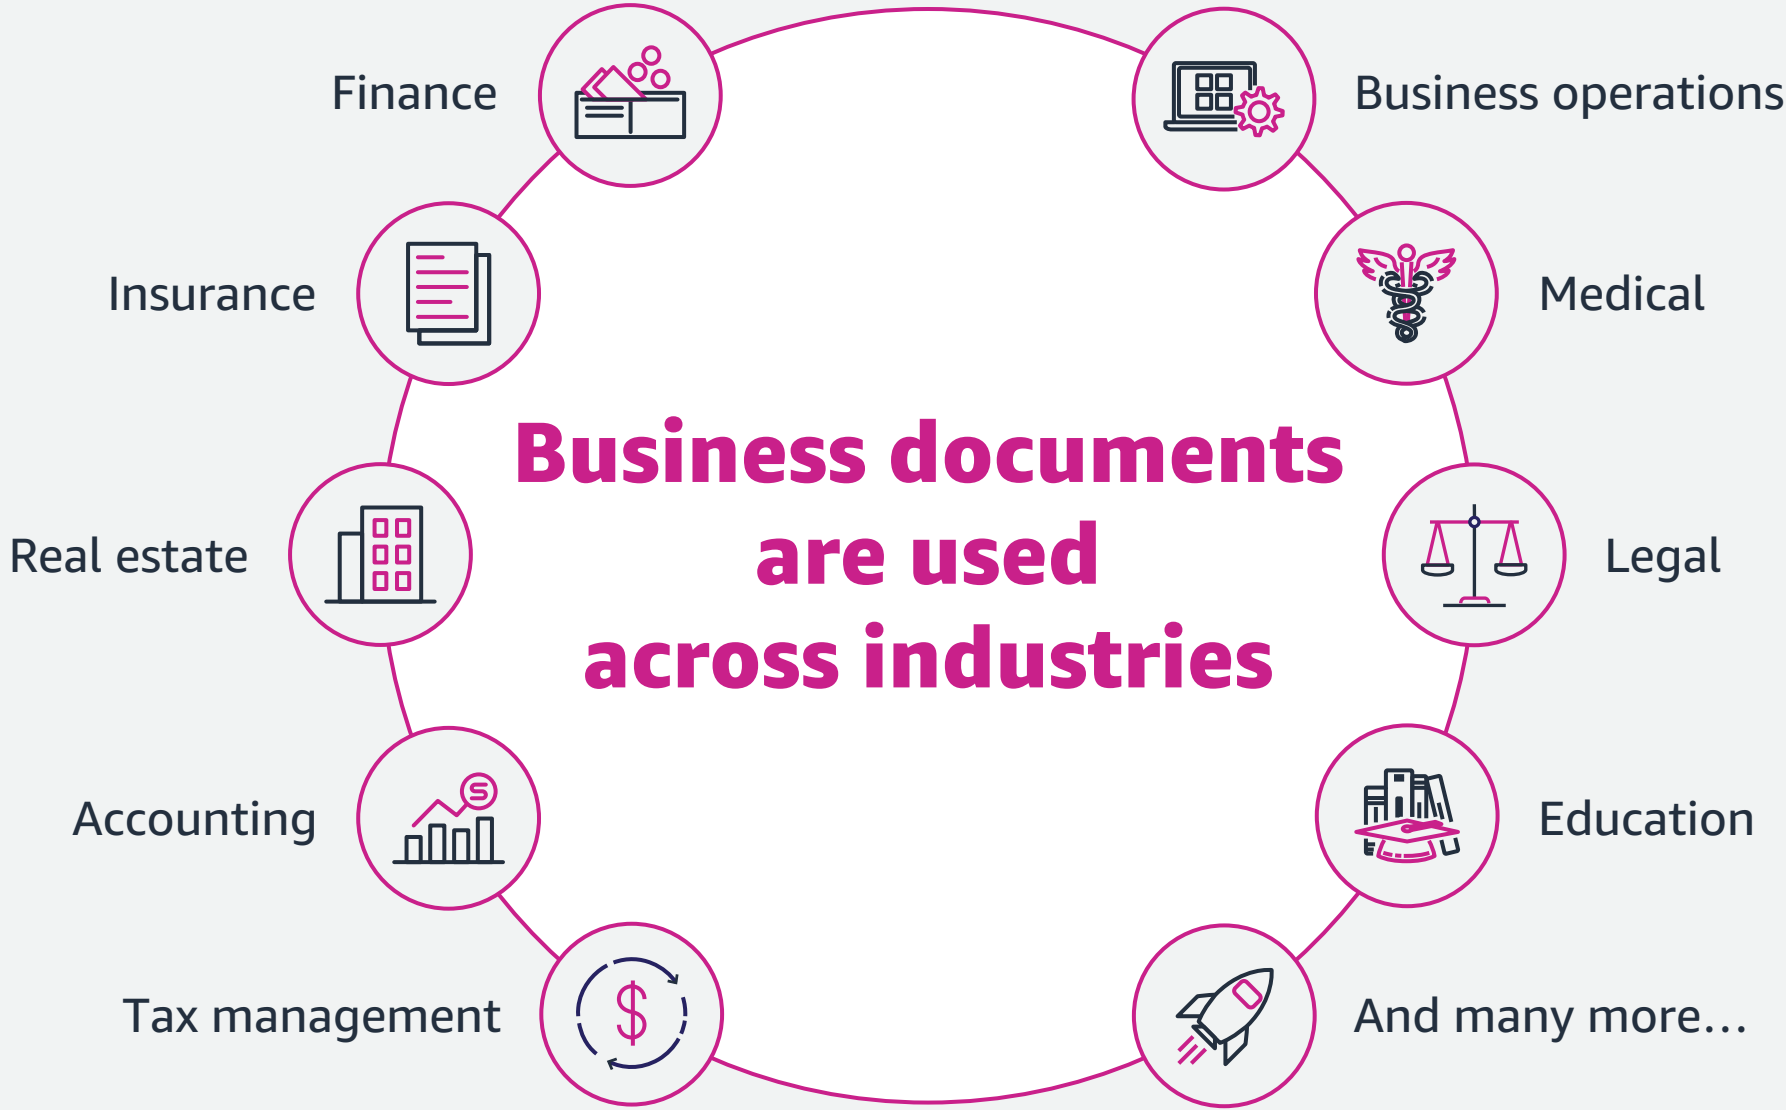 Finance
Business operations
Insurance
Medical
Business documents
are used
across industries
Real estate
Legal
Accounting
Education
Tax management
And many more…